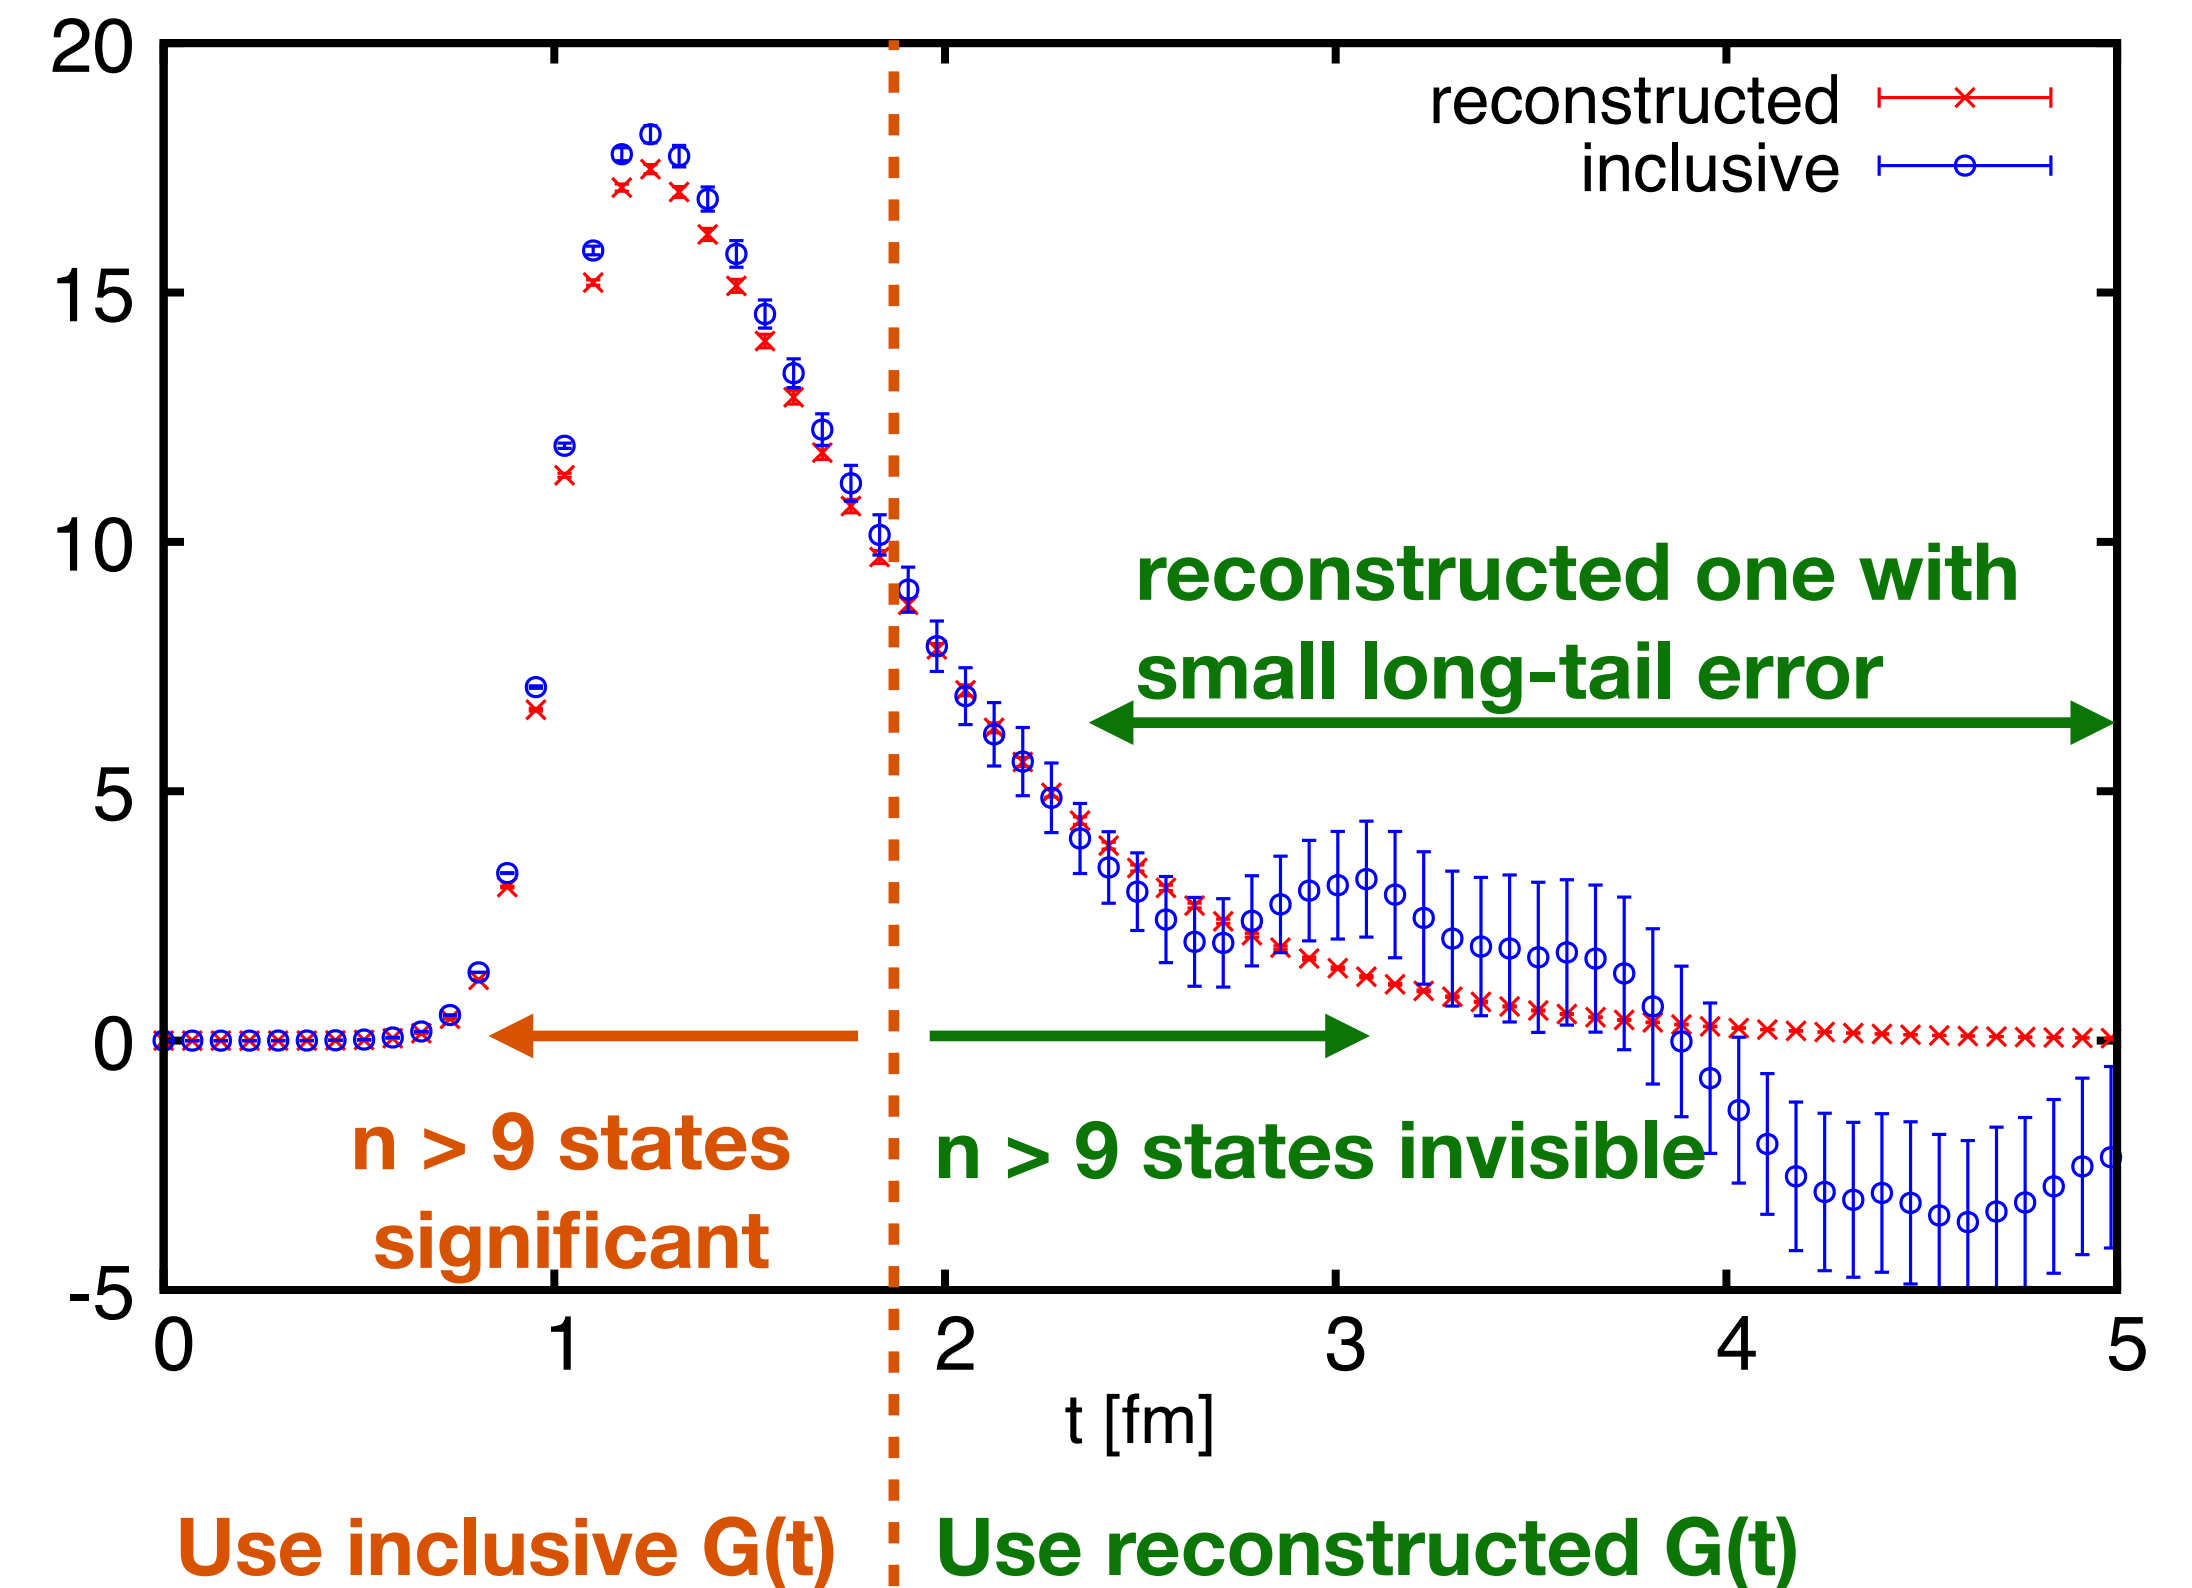 20
15
10
5
0
-5
reconstructed
inclusive
reconstructed one with
small long-tail error
n > 9 states
significant
n > 9 states invisible
0 1 2 3 4 5
t [fm]
Use inclusive G(t)
Use reconstructed G(t)